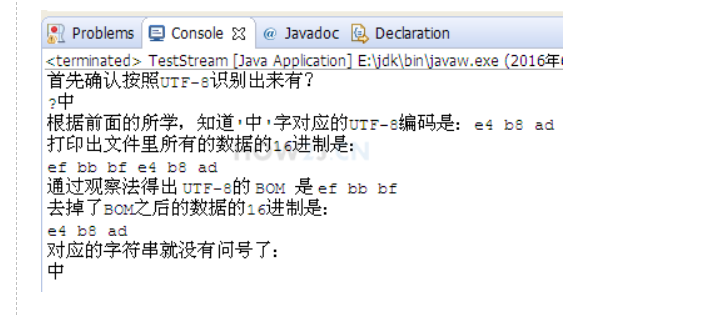 Problems Console @ Javadoc Declaration
<terminated> TestStream [Java Application] E:\jdk\bin\javaw.exe (2016年
首先确认按照UTF-8识别出来有?
?中
根据前面的所学，知道'中'字对应的UTF-8编码是: e4 b8 ad
打印出文件里所有的数据的16进制是:
ef bb bf e4 b8 ad
通过观察法得出 UTF-8的 BOM 是 ef bb bf
去掉了BOM之后的数据的16进制是:
e4 b8 ad
对应的字符串就没有问号了:
中